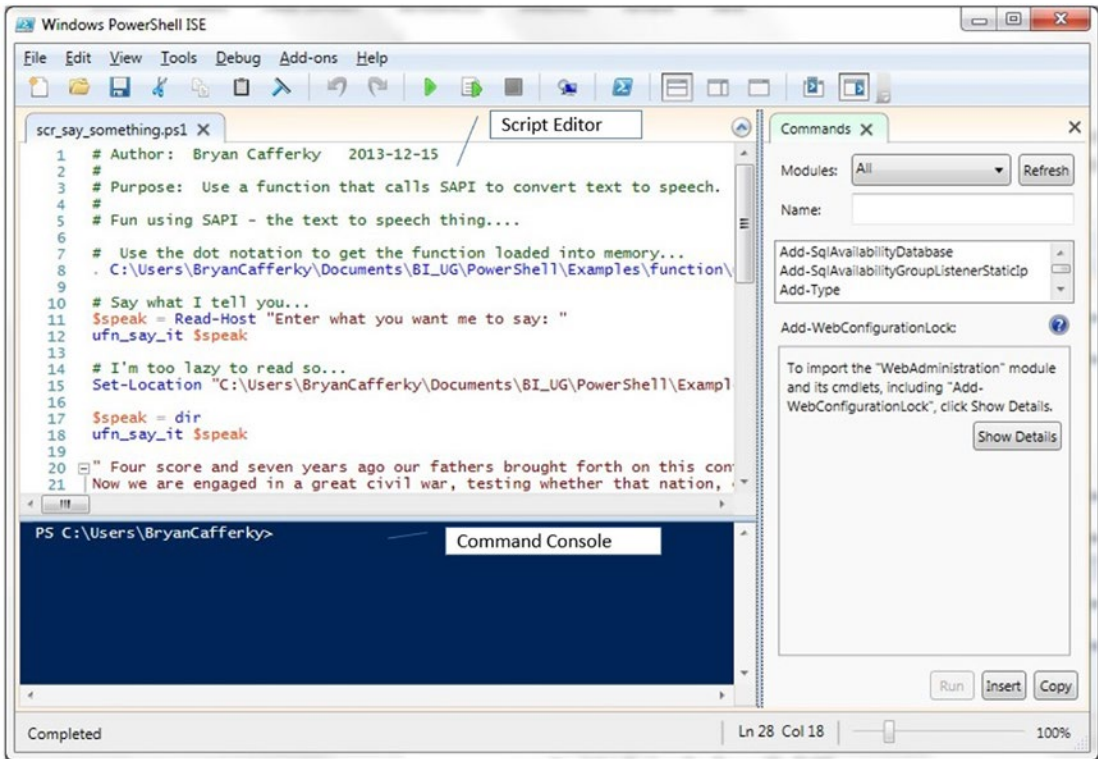 Windows PowerShell ISE
File Edit View Tools Debug Add-ons Help
scr_say_something.ps1
Script Editor
1 # Author: Bryan Cafferky 2013-12-15
2 #
3 # Purpose: Use a function that calls SAPI to convert text to speech.
4 #
5 # Fun using SAPI - the text to speech thing....
6
7 # Use the dot notation to get the function loaded into memory...
8 . C:\Users\BryanCafferky\Documents\BI_UG\PowerShell\Examples\function\
9
10 # Say what I tell you...
11 $speak = Read-Host "Enter what you want me to say: "
12 ufn_say_it $speak
13
14 # I'm too lazy to read so...
15 Set-Location "C:\Users\BryanCafferky\Documents\BI_UG\PowerShell\Exampl
16
17 $speak = dir
18 ufn_say_it $speak
19
20 " Four score and seven years ago our fathers brought forth on this con
21 Now we are engaged in a great civil war, testing whether that nation,
PS C:\Users\BryanCafferky>
Command Console
Commands
Modules: All Refresh
Name:
Add-SqlAvailabilityDatabase
Add-SqlAvailabilityGroupListenerStaticIp
Add-Type
Add-WebConfigurationLock:
To import the "WebAdministration" module
and its cmdlets, including "Add-
WebConfigurationLock", click Show Details.
Show Details
Run Insert Copy
Completed
Ln 28 Col 18 100%